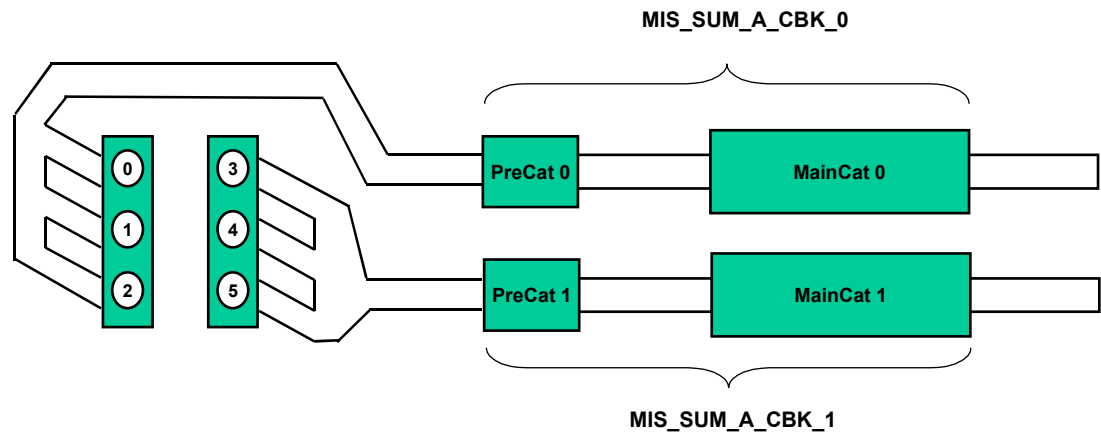 MIS_SUM_A_CBK_0
PreCat 0
MainCat 0
0
3
1
4
2
5
PreCat 1
MainCat 1
MIS_SUM_A_CBK_1